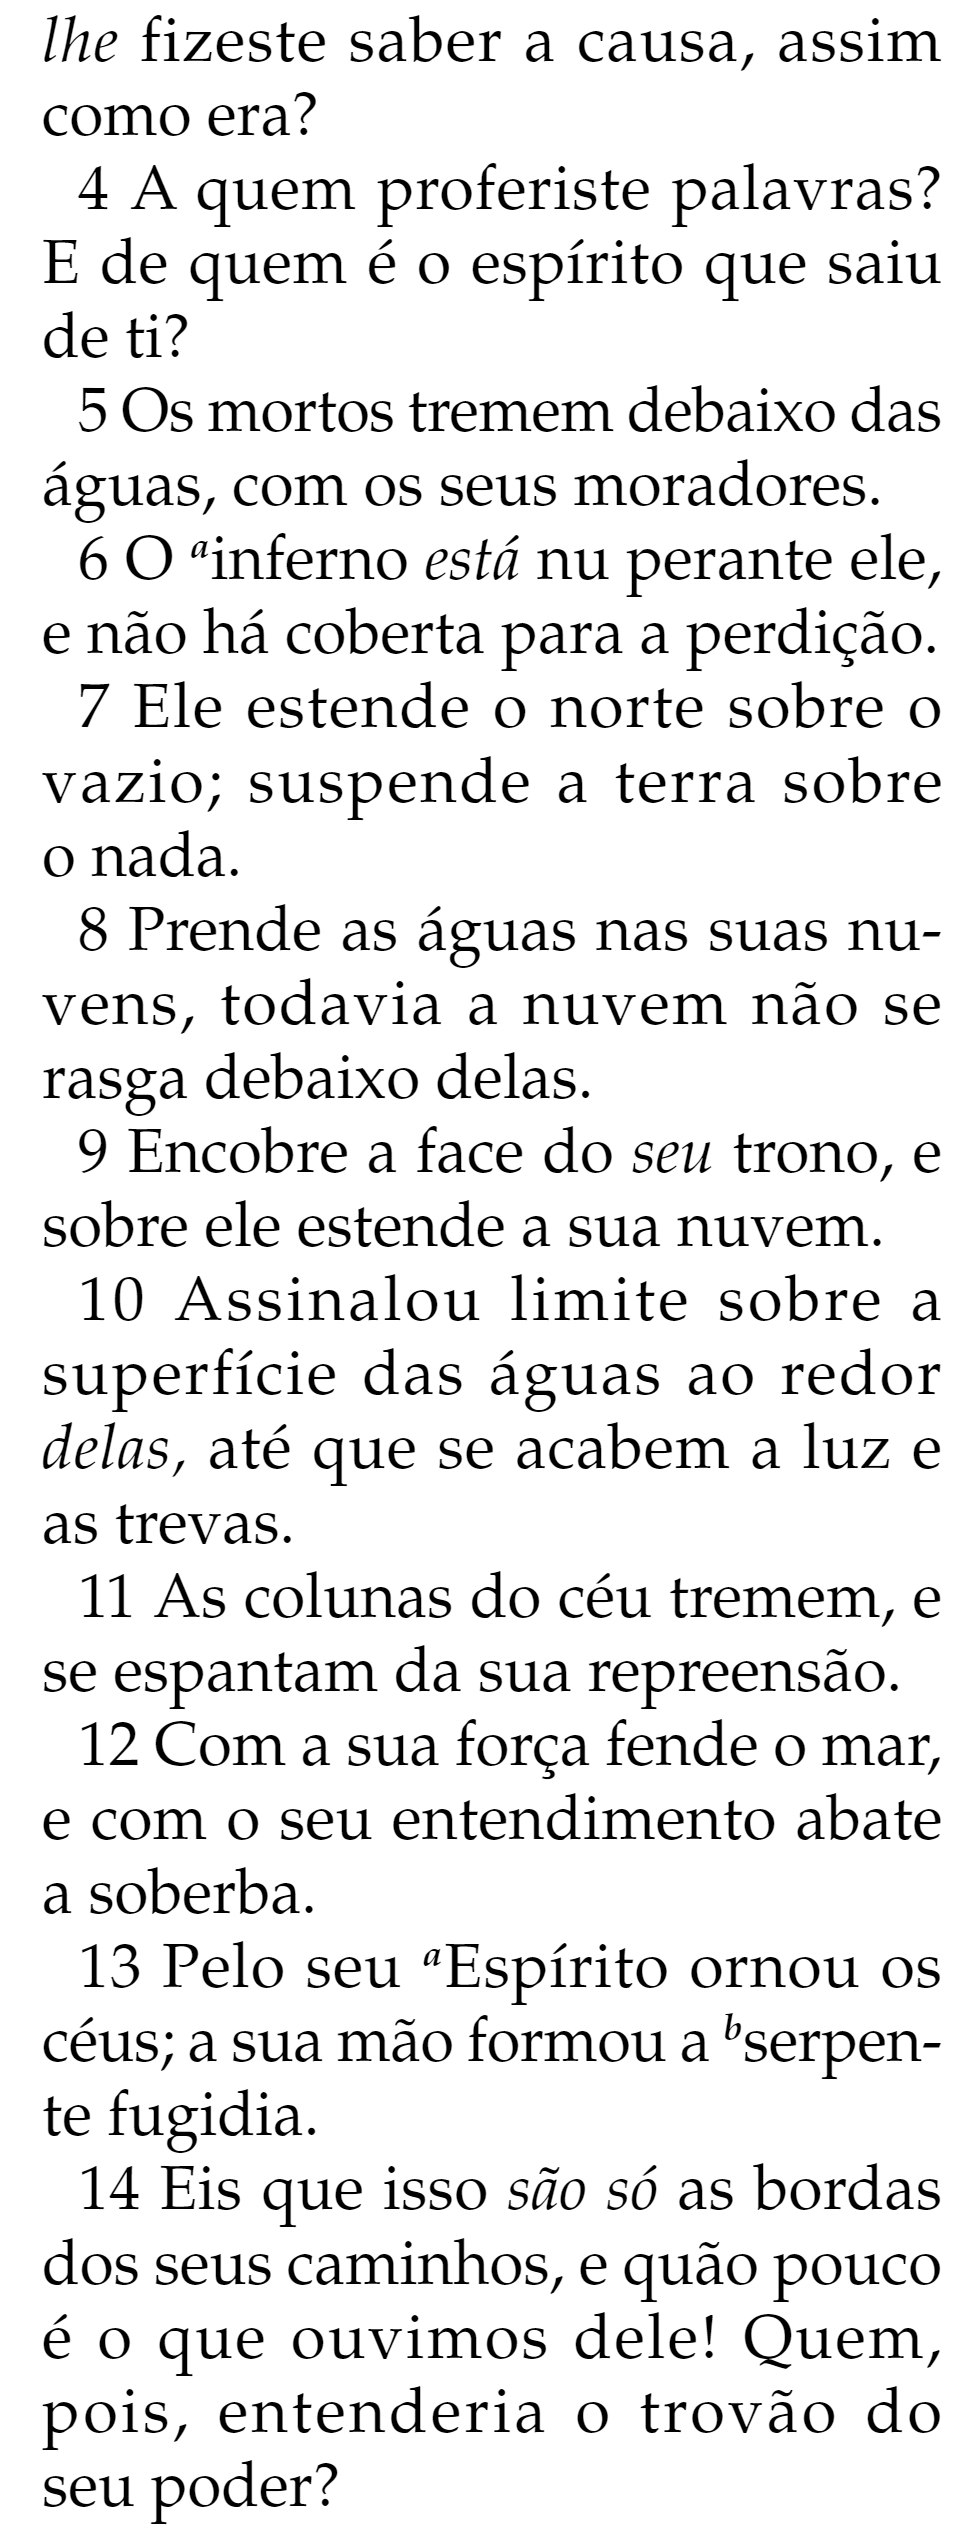 lhe fizeste saber a causa, assim
como era?
4 A quem proferiste palavras?
E de quem é o espírito que saiu
de ti?
5 Os mortos tremem debaixo das
águas, com os seus moradores.
6 O ainferno está nu perante ele,
e não há coberta para a perdição.
7 Ele estende o norte sobre o
vazio; suspende a terra sobre
o nada.
8 Prende as águas nas suas nu-
vens, todavia a nuvem não se
rasga debaixo delas.
9 Encobre a face do seu trono, e
sobre ele estende a sua nuvem.
10 Assinalou limite sobre a
superfície das águas ao redor
delas, até que se acabem a luz e
as trevas.
11 As colunas do céu tremem, e
se espantam da sua repreensão.
12 Com a sua força fende o mar,
e com o seu entendimento abate
a soberba.
13 Pelo seu aEspírito ornou os
céus; a sua mão formou a bserpen-
te fugidia.
14 Eis que isso são só as bordas
dos seus caminhos, e quão pouco
é o que ouvimos dele! Quem,
pois, entenderia o trovão do
seu poder?